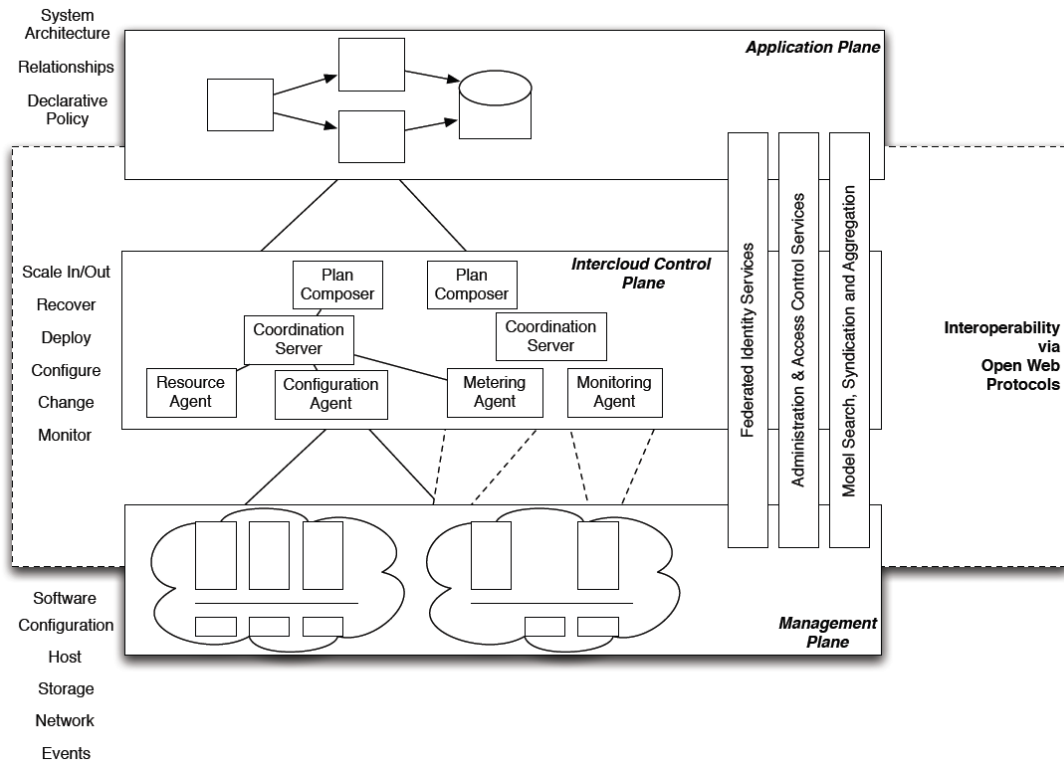 System
Architecture
Relationships
Declarative
Policy
Application Plane
Scale In/Out
Recover
Deploy
Configure
Change
Monitor
Intercloud Control
Plane
Plan
Composer
Plan
Composer
Coordination
Server
Coordination
Server
Resource
Agent
Configuration
Agent
Metering
Agent
Monitoring
Agent
Federated Identity Services
Administration & Access Control Services
Model Search, Syndication and Aggregation
Interoperability
via
Open Web
Protocols
Management
Plane
Software
Configuration
Host
Storage
Network
Events